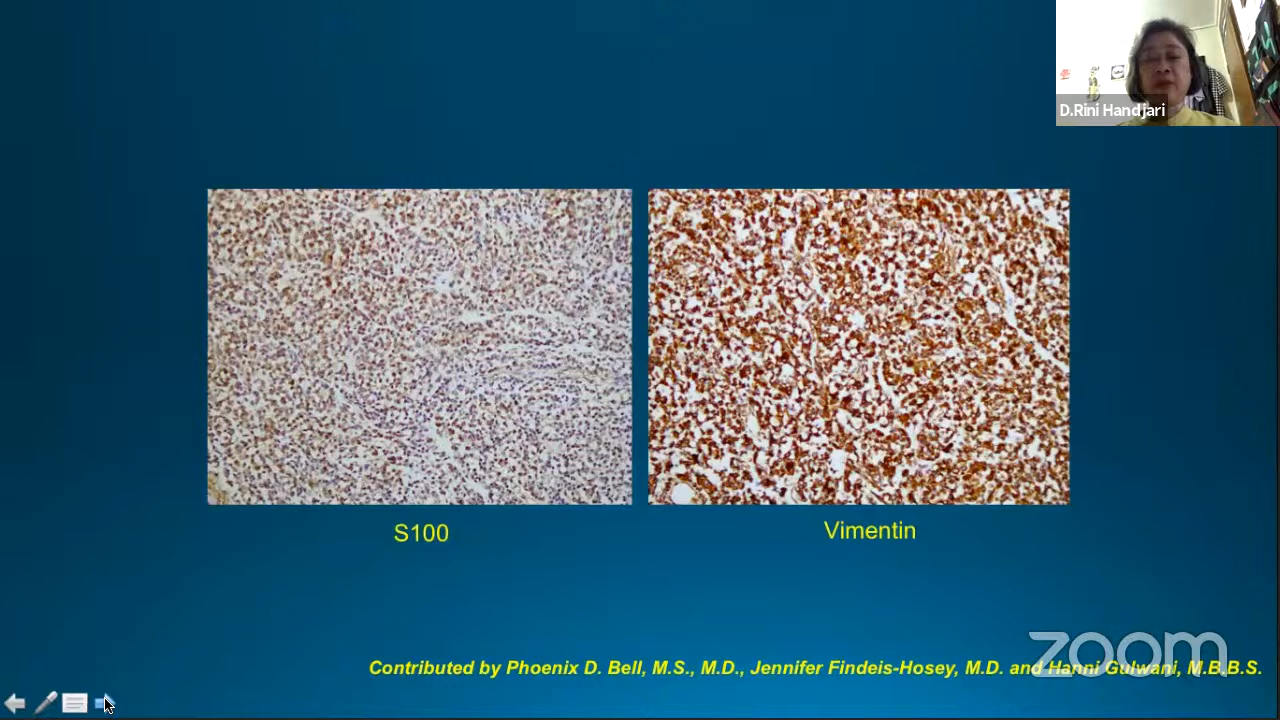 D.Rini Handjari
S100
Vimentin
Contributed by Phoenix D. Bell, M.S., M.D., Jennifer Findeis-Hosey, M.D. and Hanni Gulwani, M.B.B.S.
zoom